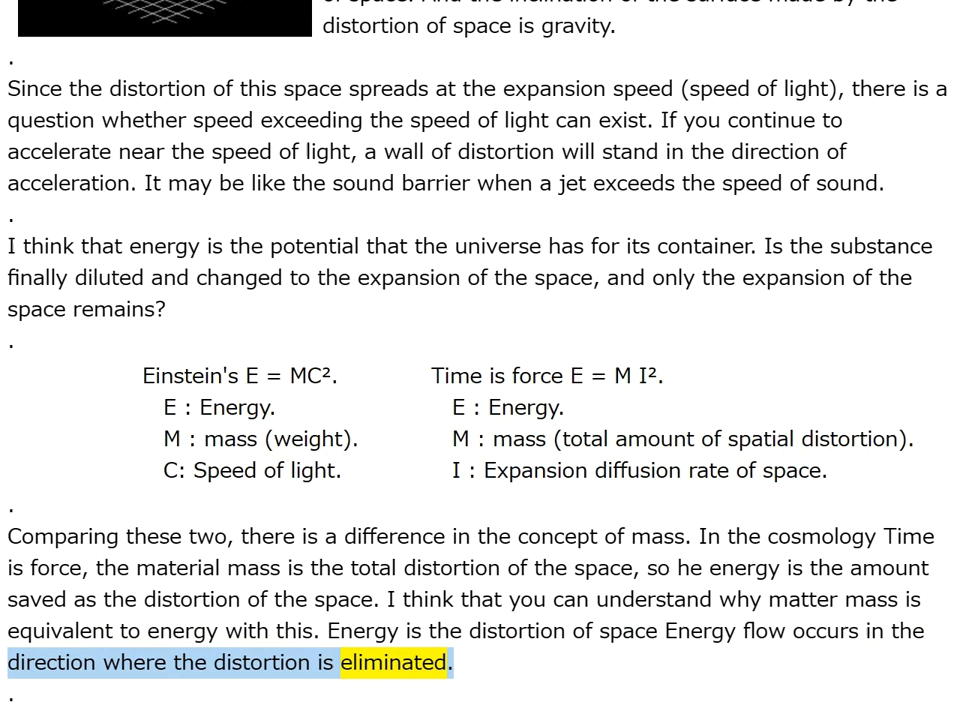 distortion of space is gravity.
.
Since the distortion of this space spreads at the expansion speed (speed of light), there is a
question whether speed exceeding the speed of light can exist. If you continue to
accelerate near the speed of light, a wall of distortion will stand in the direction of
acceleration. It may be like the sound barrier when a jet exceeds the speed of sound.
.
I think that energy is the potential that the universe has for its container. Is the substance
finally diluted and changed to the expansion of the space, and only the expansion of the
space remains?
.
Einstein's E = MC². Time is force E = M I².
E : Energy. E : Energy.
M : mass (weight). M : mass (total amount of spatial distortion).
C: Speed of light. I : Expansion diffusion rate of space.
.
Comparing these two, there is a difference in the concept of mass. In the cosmology Time
is force, the material mass is the total distortion of the space, so he energy is the amount
saved as the distortion of the space. I think that you can understand why matter mass is
equivalent to energy with this. Energy is the distortion of space Energy flow occurs in the
direction where the distortion is eliminated.
.